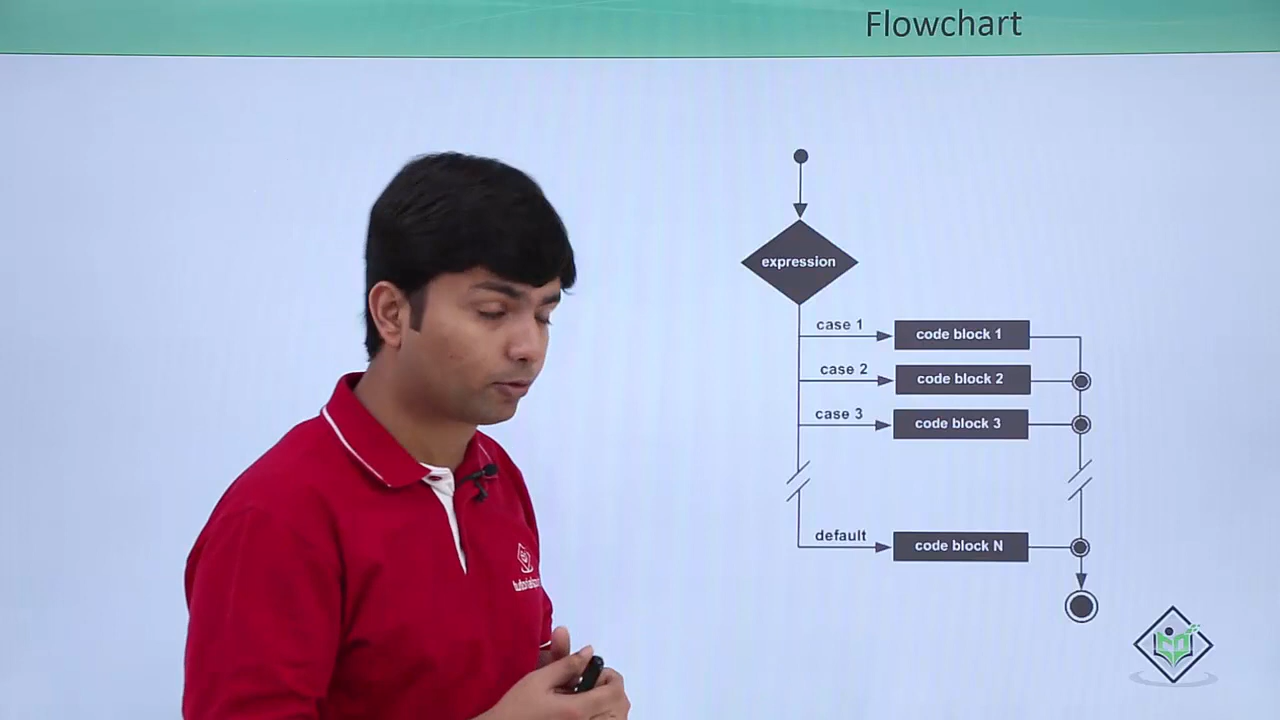 Flowchart
expression
case 1
code block 1
case 2
code block 2
case 3
code block 3
default
code block N